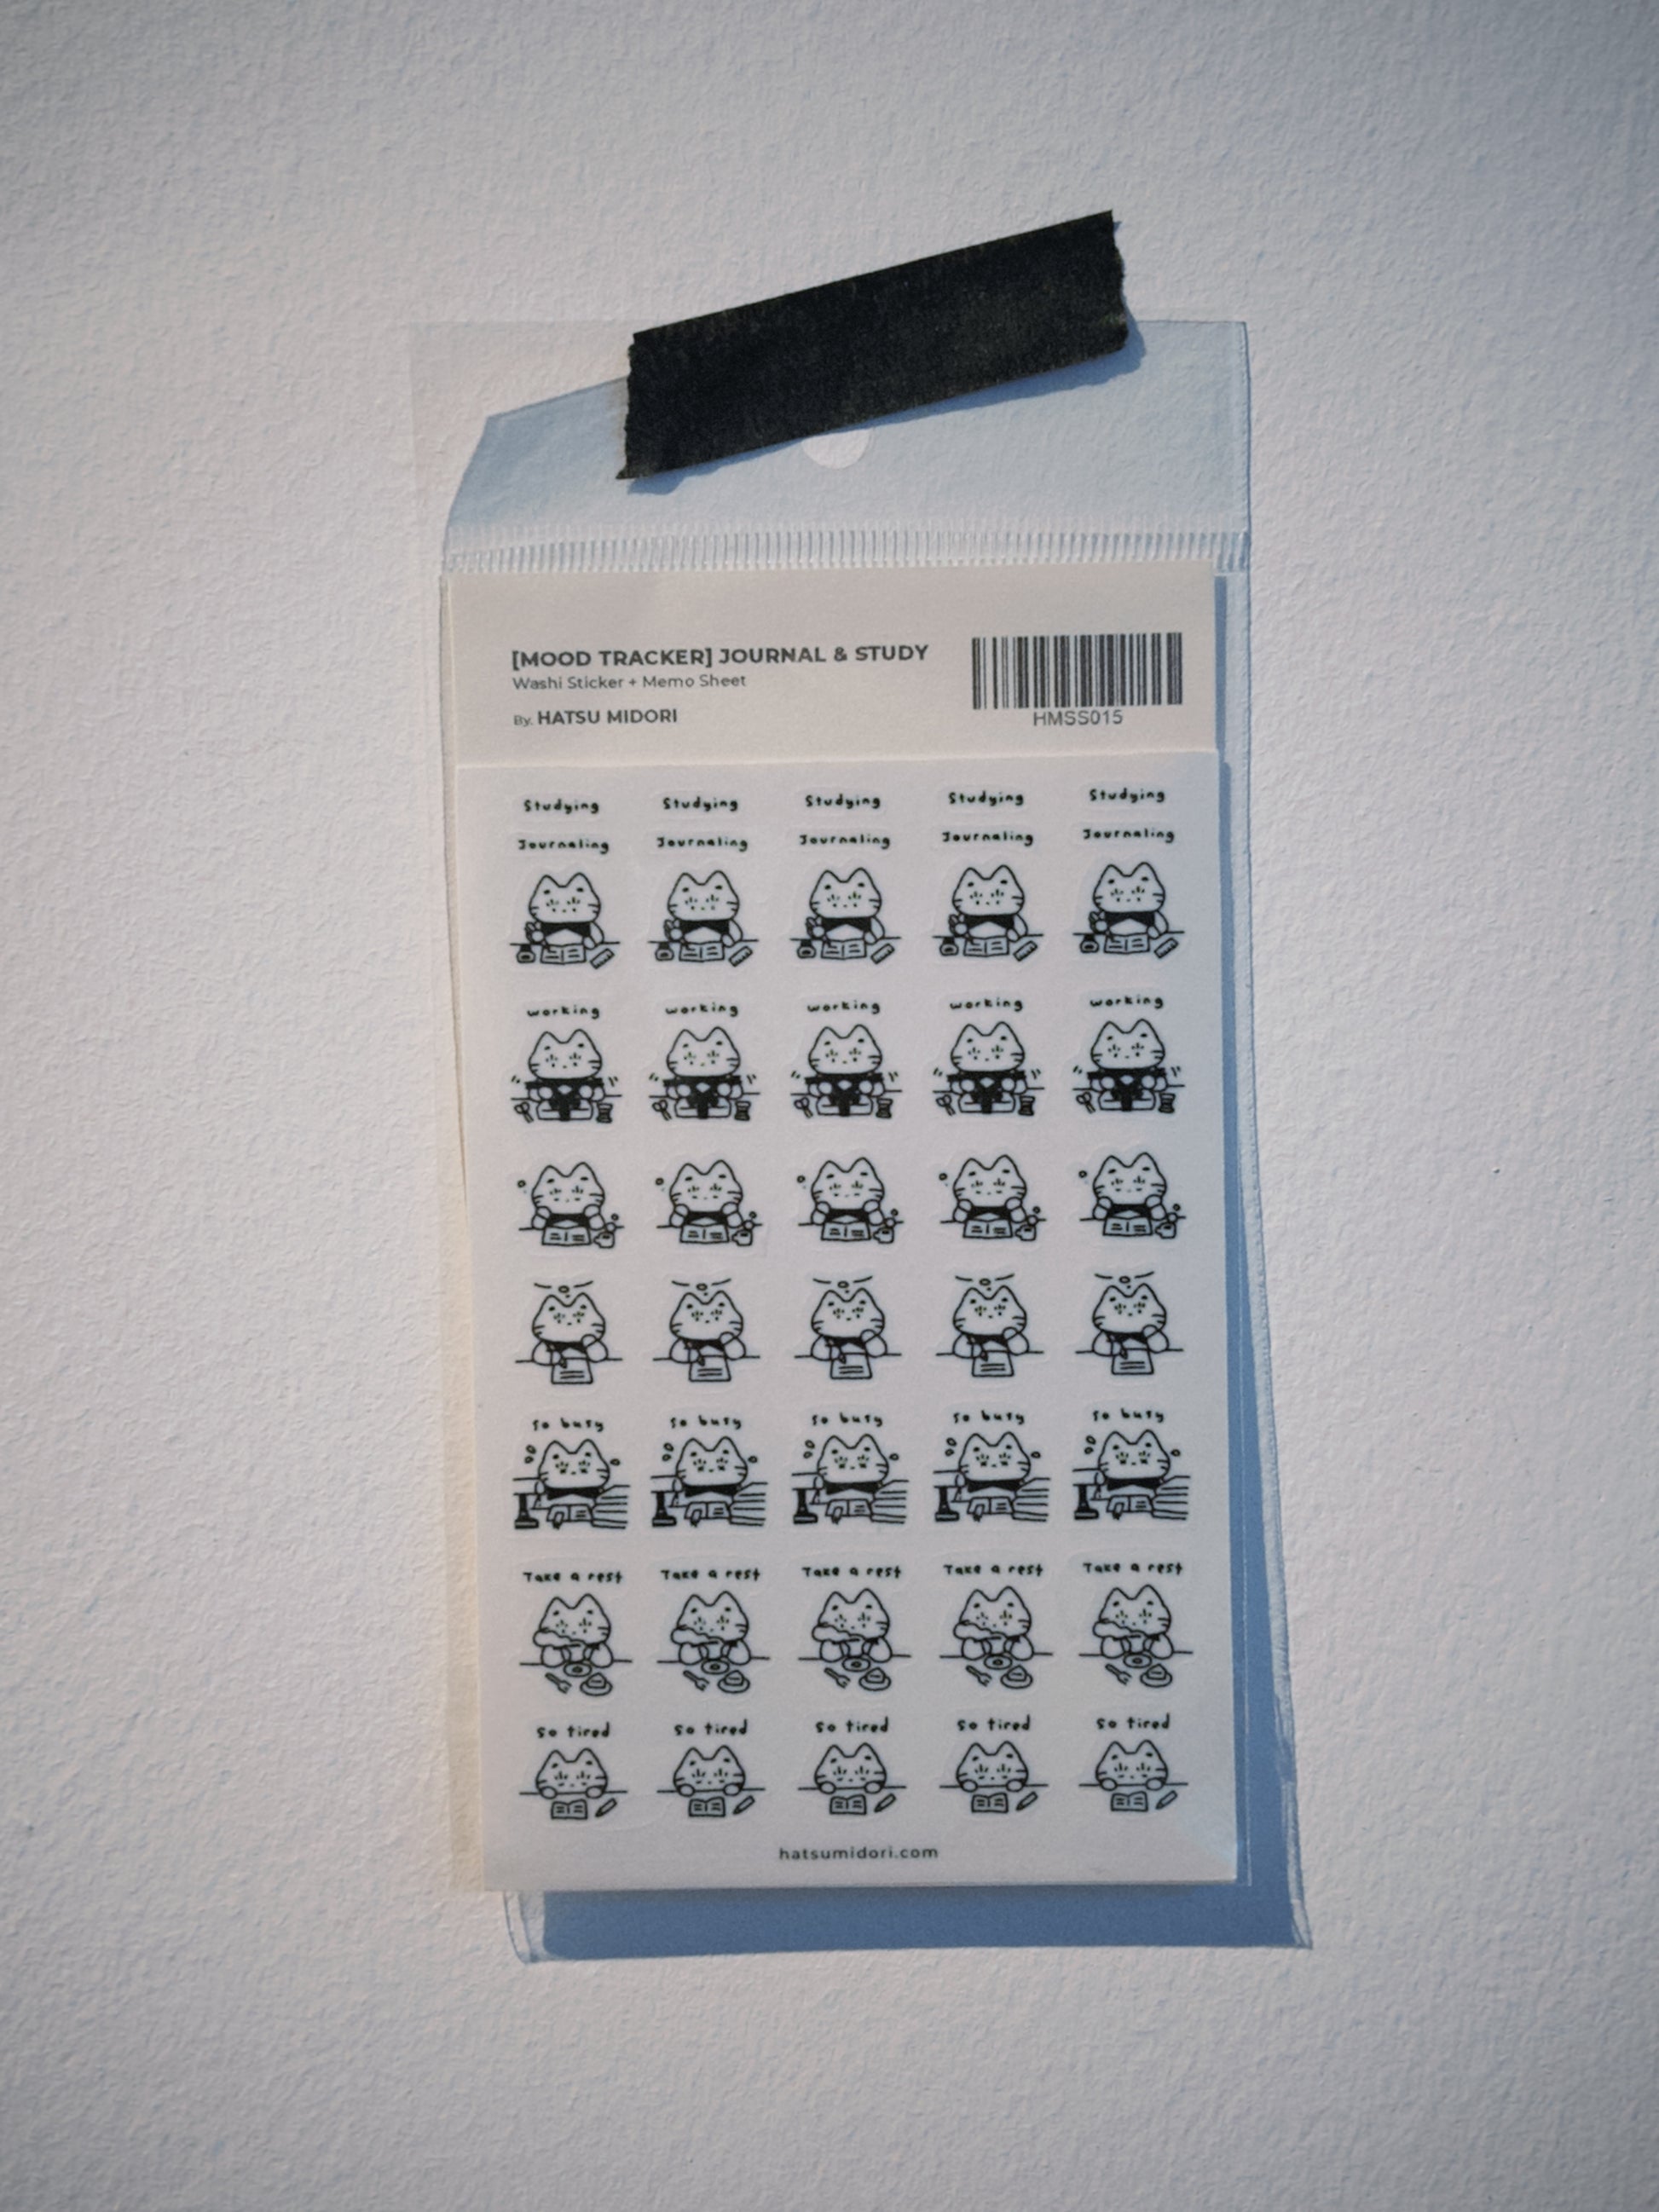 [MOOD TRACKER] JOURNAL & STUDY
Washi Sticker + Memo Sheet
By. HATSU MIDORI
HMSS015
Studying Studying Studying Studying Studying
Journaling Journaling Journaling Journaling Journaling
working working working working working
So busy So busy So busy So busy So busy
Take a rest Take a rest Take a rest Take a rest Take a rest
So tired So tired So tired So tired So tired
hatsumidori.com